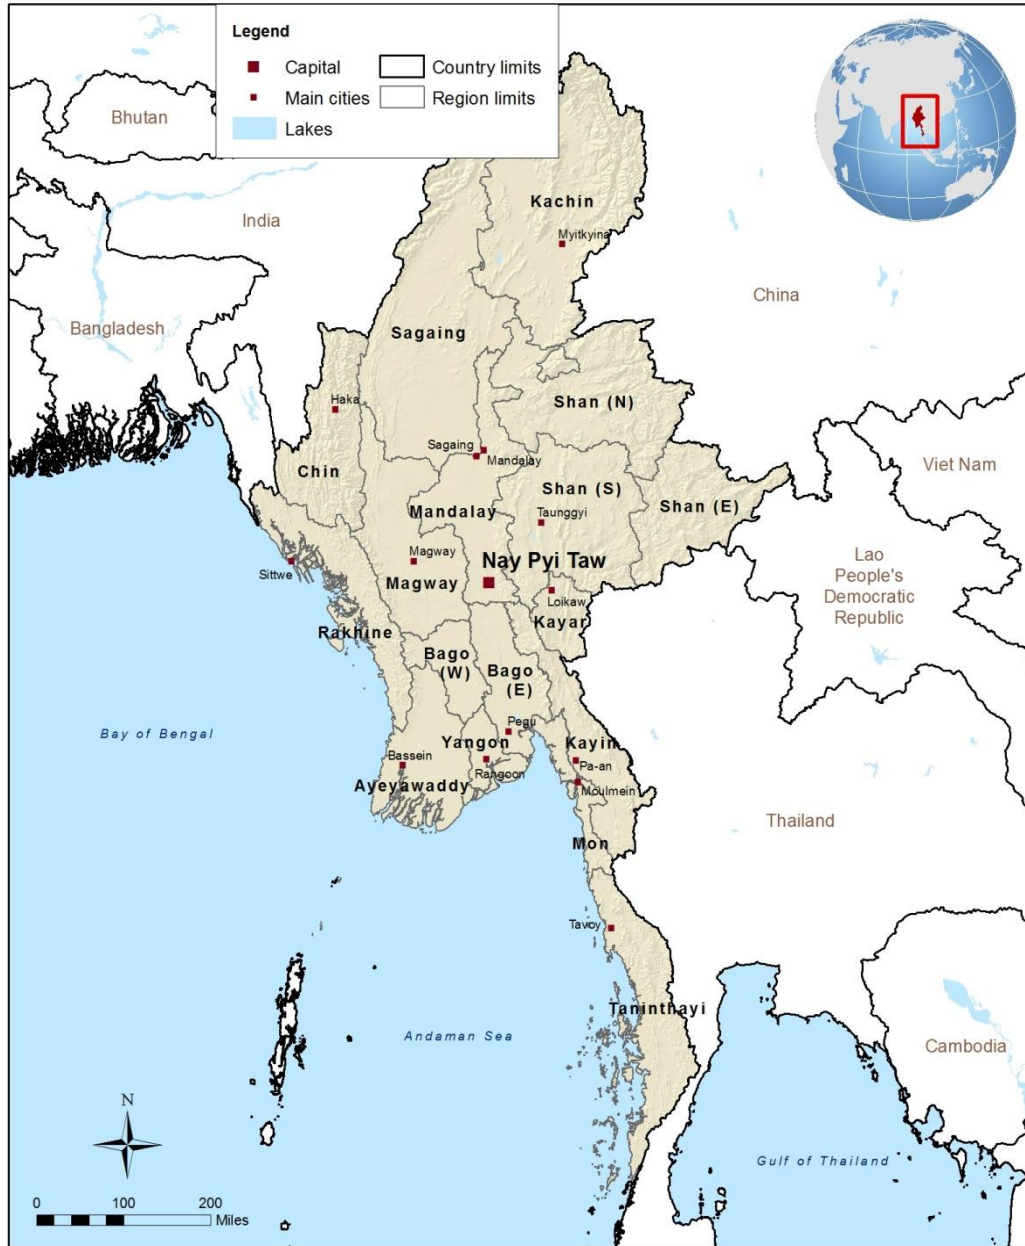 Legend
Capital
Main cities
Lakes
Country limits
Region limits
Bhutan
India
Bangladesh
China
Kachin
Myitkyina
Sagaing
Haka
Chin
Shan (N)
Sagaing
Mandalay
Shan (S)
Shan (E)
Viet Nam
Mandalay
Taunggyi
Magway
Nay Pyi Taw
Magway
Sittwe
Loikaw
Kayar
Lao
People's
Democratic
Republic
Rakhine
Bago
(W)
Bago
(E)
Bay of Bengal
Pegu
Yangon
Kayin
Bassein
Rangoon
Pa-an
Ayeyawaddy
Moulmein
Thailand
Mon
Tavoy
Taninthayi
Andaman Sea
Cambodia
N
Gulf of Thailand
0 100 200
Miles